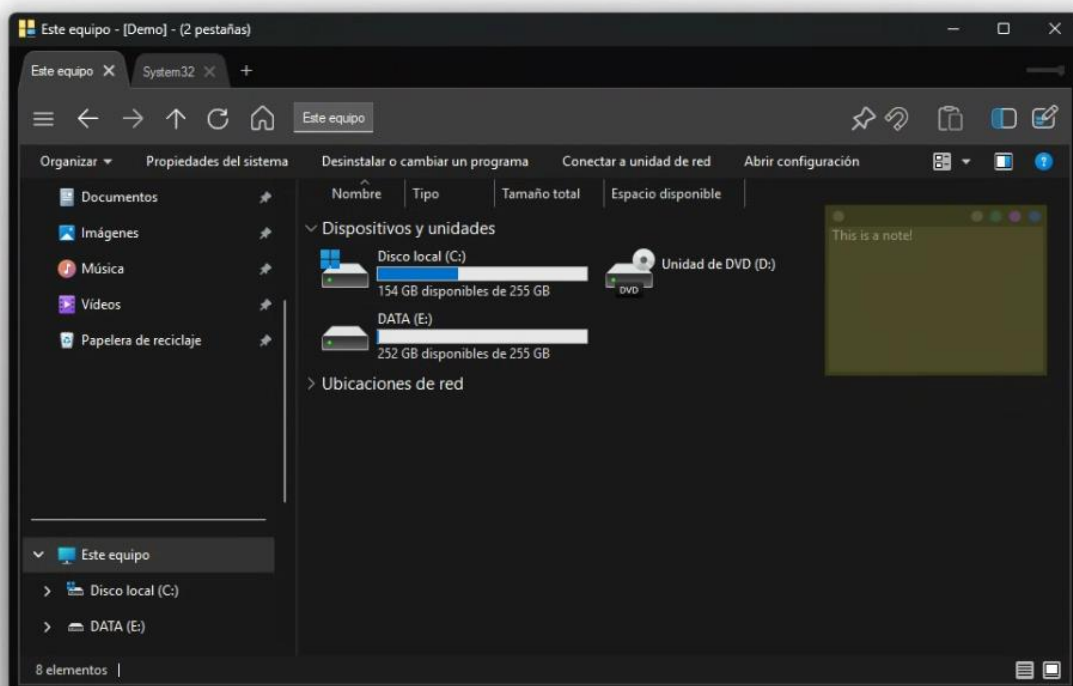 Este equipo - [Demo] - (2 pestañas)
Este equipo System32
Este equipo
Organizar Propiedades del sistema Desinstalar o cambiar un programa Conectar a unidad de red Abrir configuración
Documentos
Imágenes
Música
Vídeos
Papelera de reciclaje
Este equipo
Disco local (C:)
DATA (E:)
Nombre Tipo Tamaño total Espacio disponible
Dispositivos y unidades
Disco local (C:)
154 GB disponibles de 255 GB
DVD
Unidad de DVD (D:)
DATA (E:)
252 GB disponibles de 255 GB
Ubicaciones de red
This is a note!
8 elementos